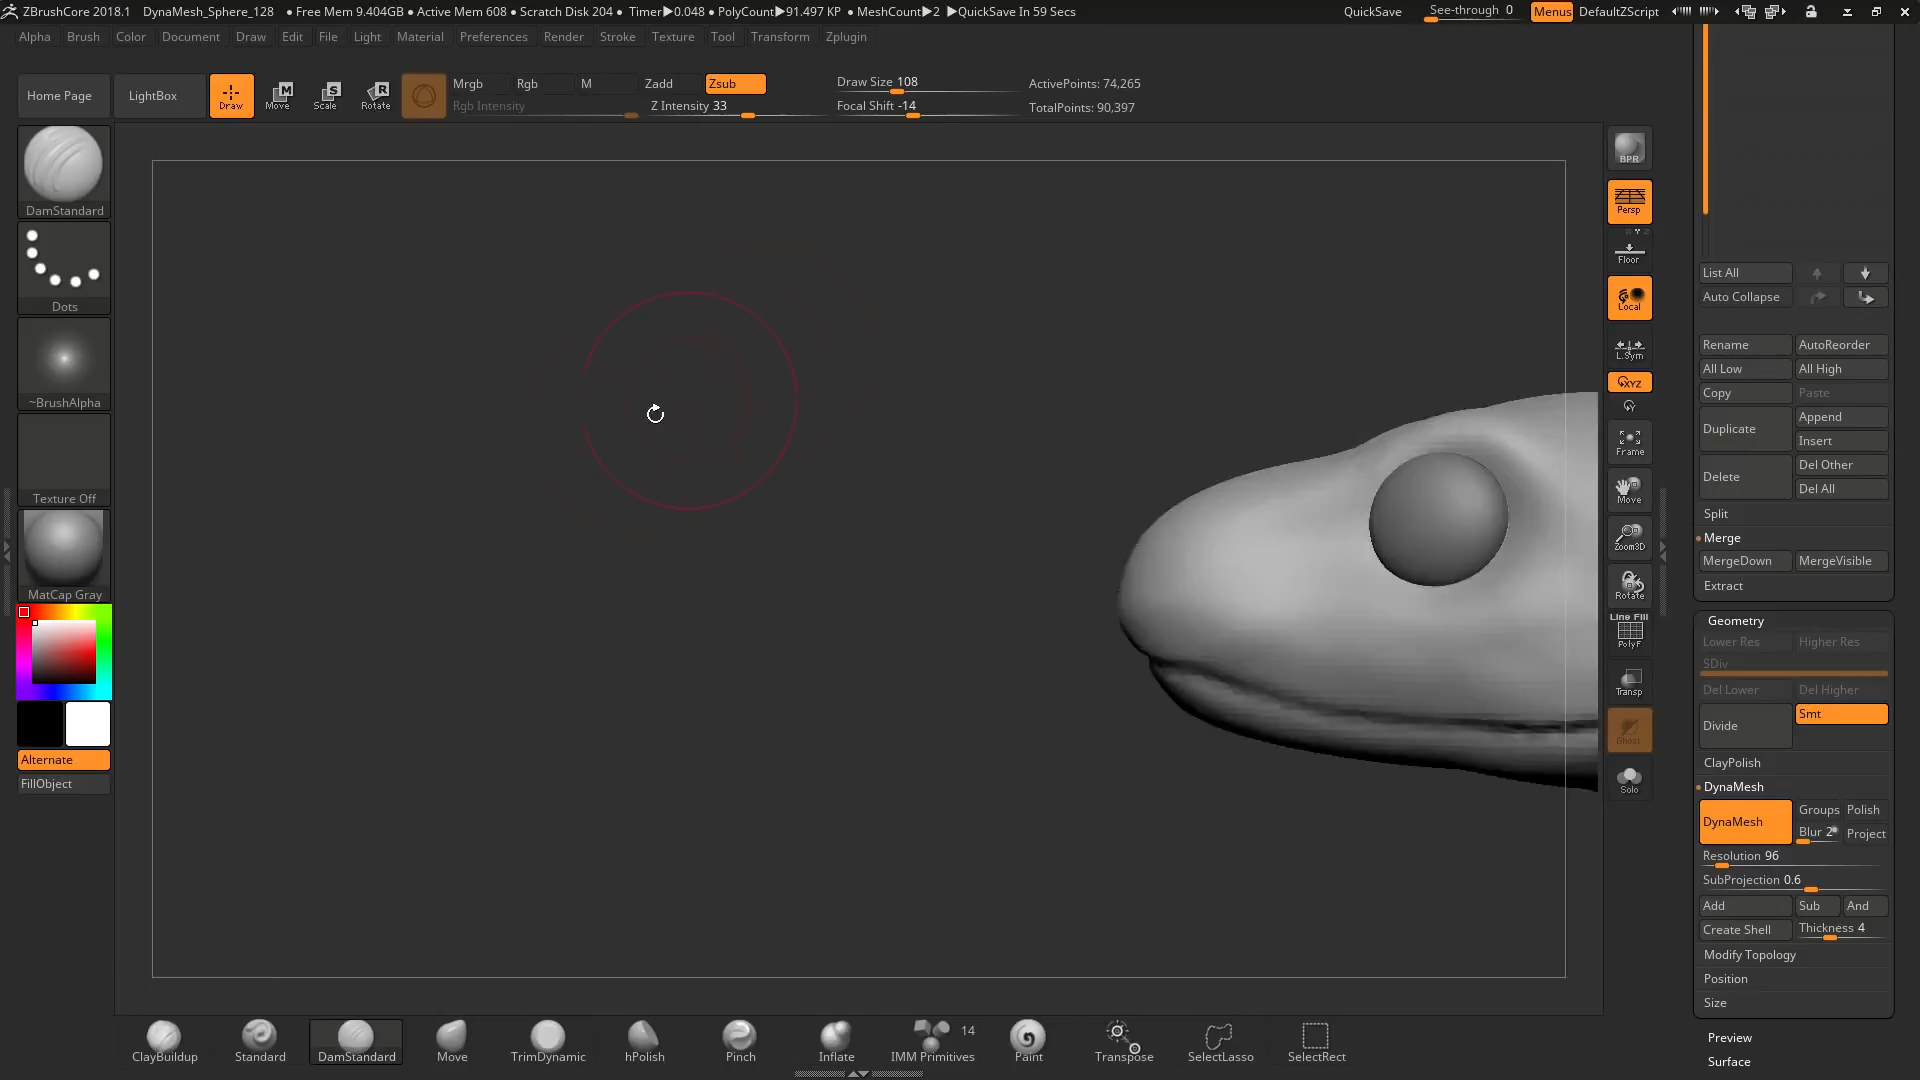 ZBrushCore 2018.1 DynaMesh_Sphere_128 • Free Mem 9.404GB • Active Mem 608 • Scratch Disk 204 • Timer▶0.048 • PolyCount▶91.497 KP • MeshCount▶2 ▶QuickSave In 59 Secs QuickSave See-through 0 Menus DefaultZScript
Alpha Brush Color Document Draw Edit File Light Material Preferences Render Stroke Texture Tool Transform Zplugin
Home Page LightBox Draw Move Scale Rotate
Mrgb Rgb M Zadd Zsub
Rgb Intensity Z Intensity 33
Draw Size 108
Focal Shift -14
ActivePoints: 74,265
TotalPoints: 90,397
DamStandard
Dots
~BrushAlpha
Texture Off
MatCap Gray
Alternate
FillObject
BPR
Persp
Floor
Local
L.Sym
XYZ
Y
Frame
Move
Zoom3D
Rotate
Line Fill
PolyF
Transp
Ghost
Solo
List All
Auto Collapse
Rename AutoReorder
All Low All High
Copy Paste
Duplicate Append
Insert
Delete Del Other
Del All
Split
Merge
MergeDown MergeVisible
Extract
Geometry
Lower Res Higher Res
SDiv
Del Lower Del Higher
Divide Smt
ClayPolish
DynaMesh
DynaMesh Groups Polish
Blur 2 Project
Resolution 96
SubProjection 0.6
Add Sub And
Create Shell Thickness 4
Modify Topology
Position
Size
Preview
Surface
ClayBuildup Standard DamStandard Move TrimDynamic hPolish Pinch Inflate IMM Primitives 14 Paint Transpose SelectLasso SelectRect